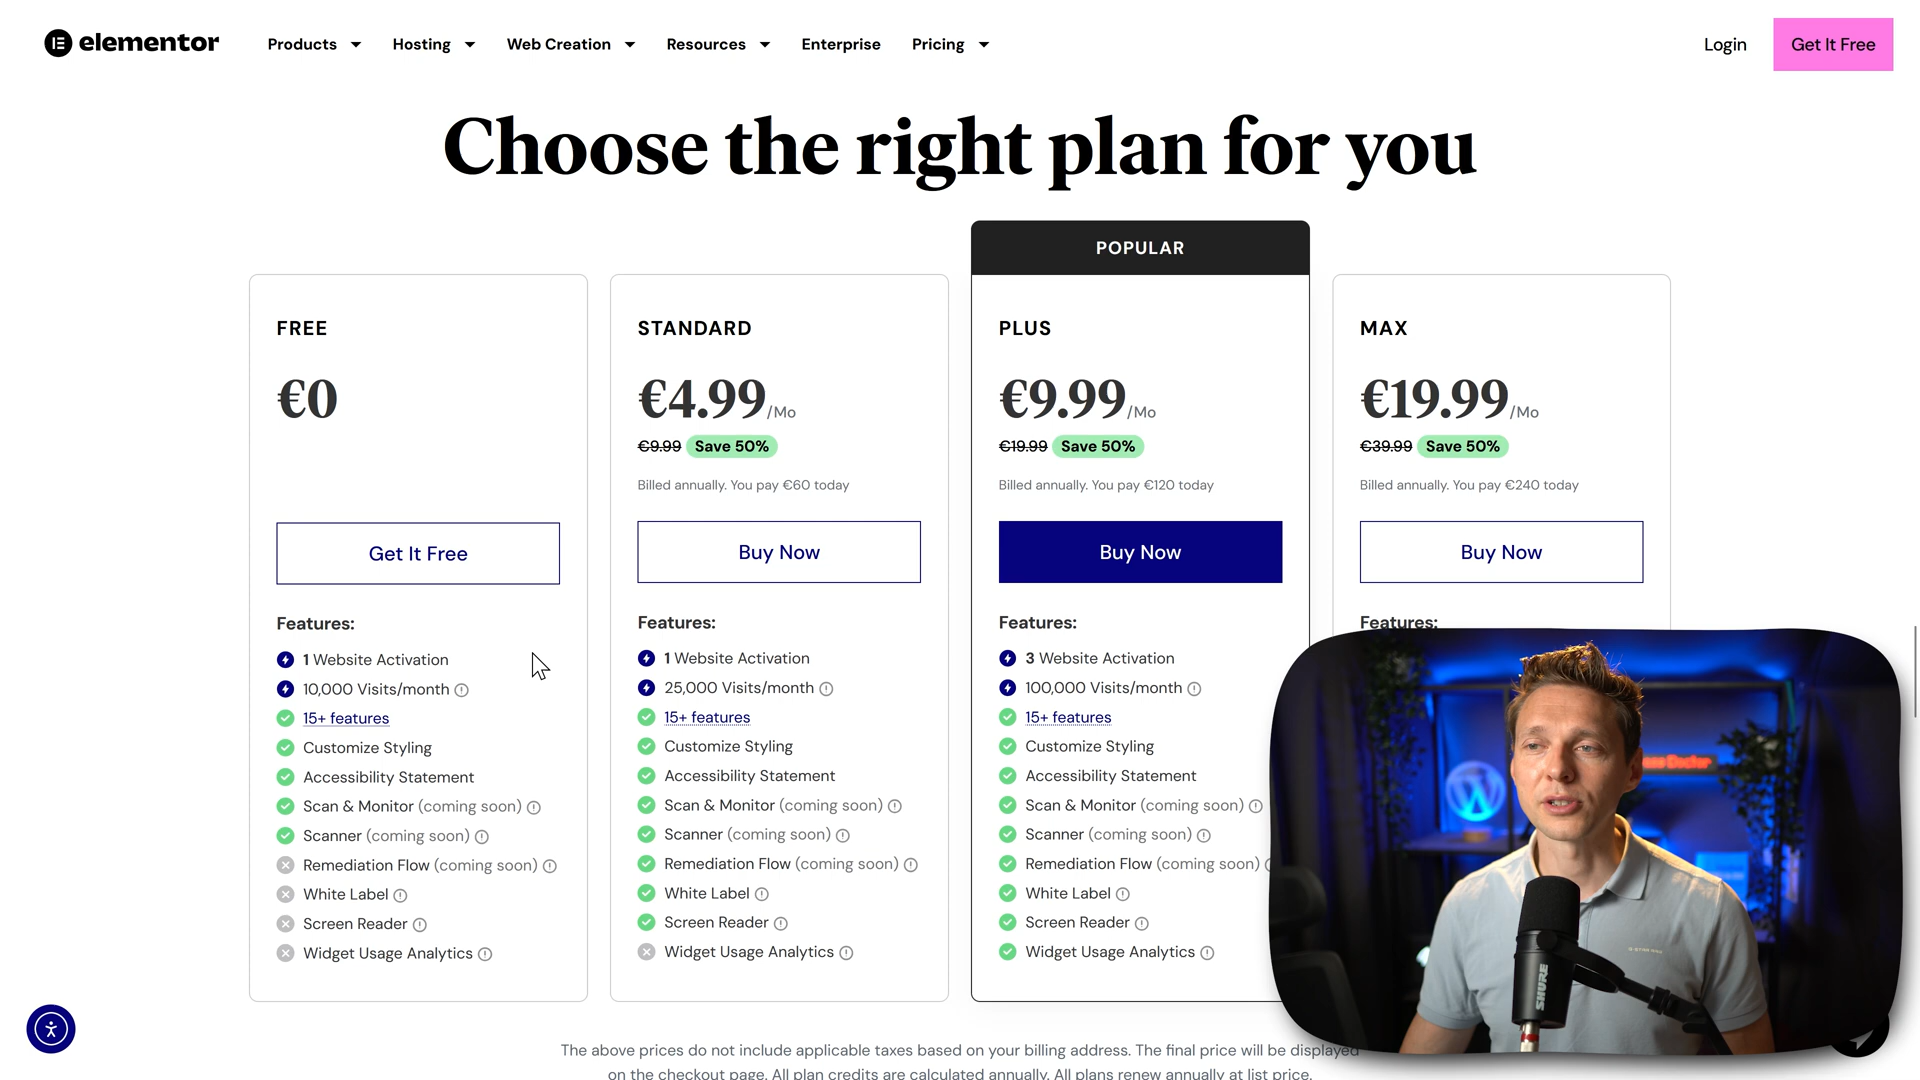 elementor
Products
Hosting
Web Creation
Resources
Enterprise
Pricing
Login
Get It Free
Choose the right plan for you
POPULAR
FREE
€0
Get It Free
Features:
1 Website Activation
10,000 Visits/month
15+ features
Customize Styling
Accessibility Statement
Scan & Monitor (coming soon)
Scanner (coming soon)
Remediation Flow (coming soon)
White Label
Screen Reader
Widget Usage Analytics
STANDARD
€4.99/Mo
€9.99 Save 50%
Billed annually. You pay €60 today
Buy Now
Features:
1 Website Activation
25,000 Visits/month
15+ features
Customize Styling
Accessibility Statement
Scan & Monitor (coming soon)
Scanner (coming soon)
Remediation Flow (coming soon)
White Label
Screen Reader
Widget Usage Analytics
PLUS
€9.99/Mo
€19.99 Save 50%
Billed annually. You pay €120 today
Buy Now
Features:
3 Website Activation
100,000 Visits/month
15+ features
Customize Styling
Accessibility Statement
Scan & Monitor (coming soon)
Scanner (coming soon)
Remediation Flow (coming soon)
White Label
Screen Reader
Widget Usage Analytics
MAX
€19.99/Mo
€39.99 Save 50%
Billed annually. You pay €240 today
Buy Now
Features:
SHURE
The above prices do not include applicable taxes based on your billing address. The final price will be displayed
on the checkout page. All plan credits are calculated annually. All plans renew annually at list price.